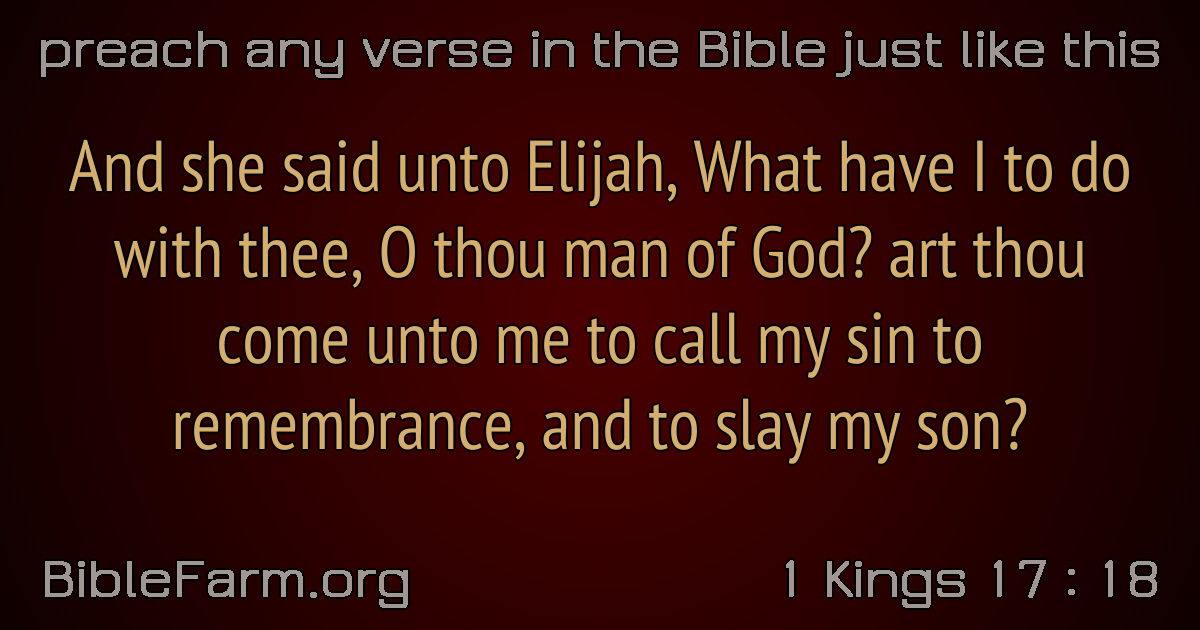 preach any verse in the Bible just like this
And she said unto Elijah, What have I to do
with thee, O thou man of God? art thou
come unto me to call my sin to
remembrance, and to slay my son?
BibleFarm.org
1 Kings 17 : 18